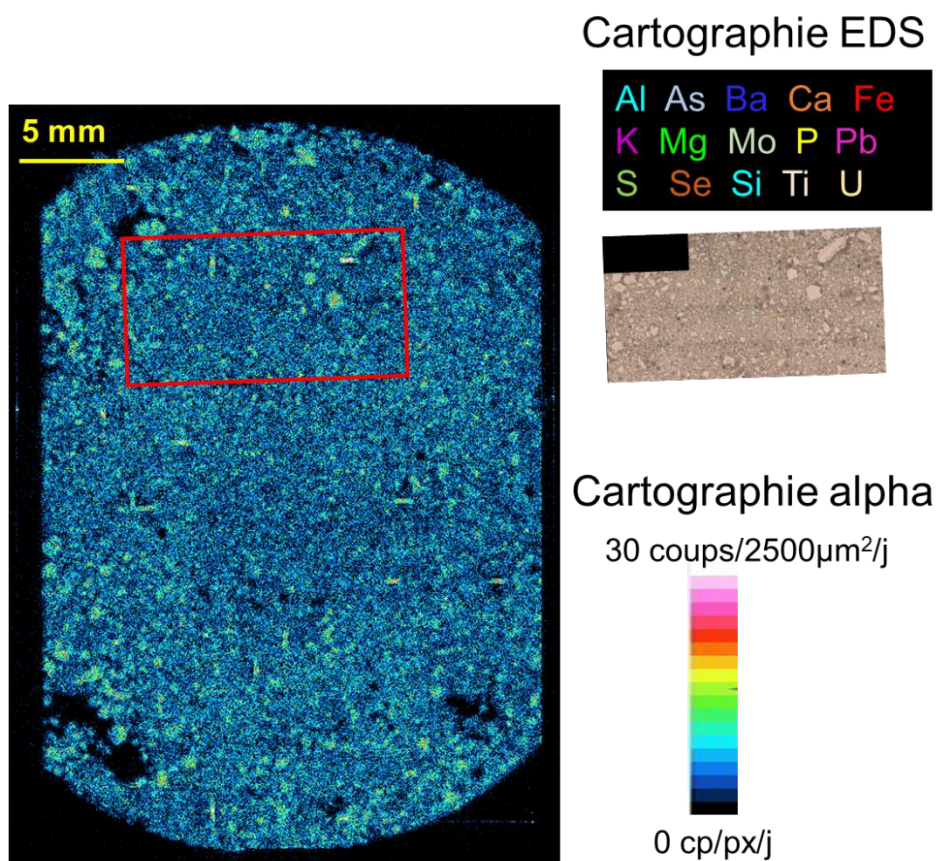 Cartographie EDS
Al As Ba Ca Fe
K Mg Mo P Pb
S Se Si Ti U
5 mm
Cartographie alpha
30 coups/2500µm²/j
0 cp/px/j